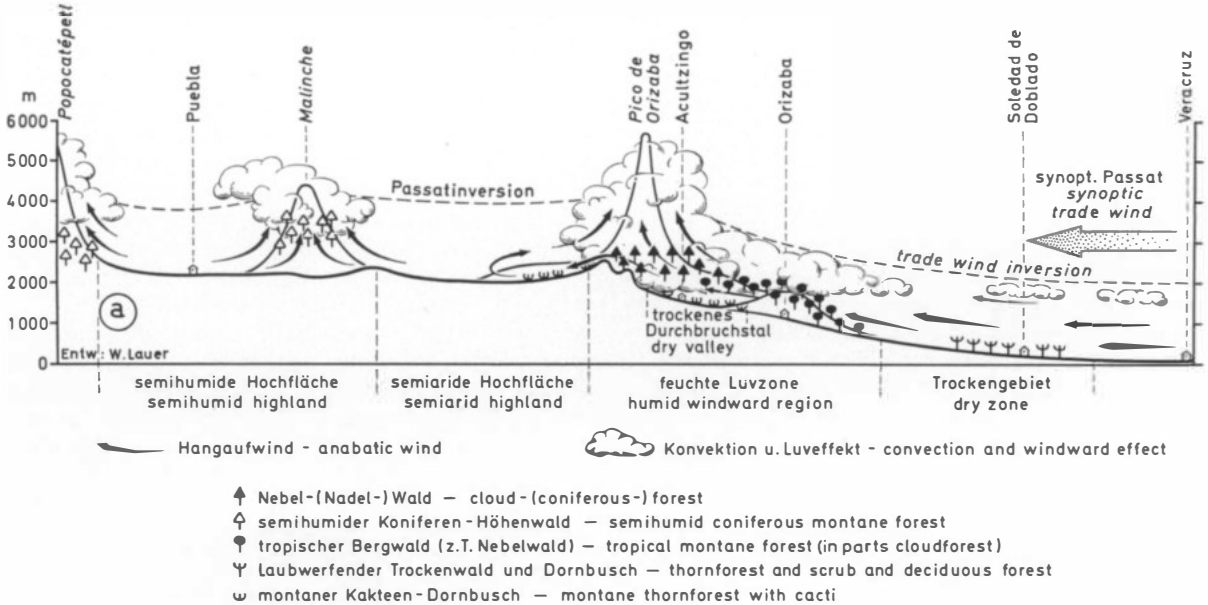 Popocatépetl
Puebla
Malinche
Pico de
Orizaba
Acultzingo
Orizaba
Soledad de
Doblado
Veracruz
m
6000
5000
4000
3000
2000
1000
0
Passatinversion
synopt. Passat
synoptic
trade wind
trade wind inversion
a
trockenes
Durchbruchstal
dry valley
Entw.: W. Lauer
semihumide Hochfläche
semihumid highland
semiaride Hochfläche
semiarid highland
feuchte Luvzone
humid windward region
Trockengebiet
dry zone
Hangaufwind - anabatic wind
Konvektion u. Luveffekt - convection and windward effect
Nebel-(Nadel-) Wald — cloud-(coniferous-) forest
semihumider Koniferen-Höhenwald — semihumid coniferous montane forest
tropischer Bergwald (z.T. Nebelwald) — tropical montane forest (in parts cloudforest)
Laubwerfender Trockenwald und Dornbusch — thornforest and scrub and deciduous forest
montaner Kakteen-Dornbusch — montane thornforest with cacti